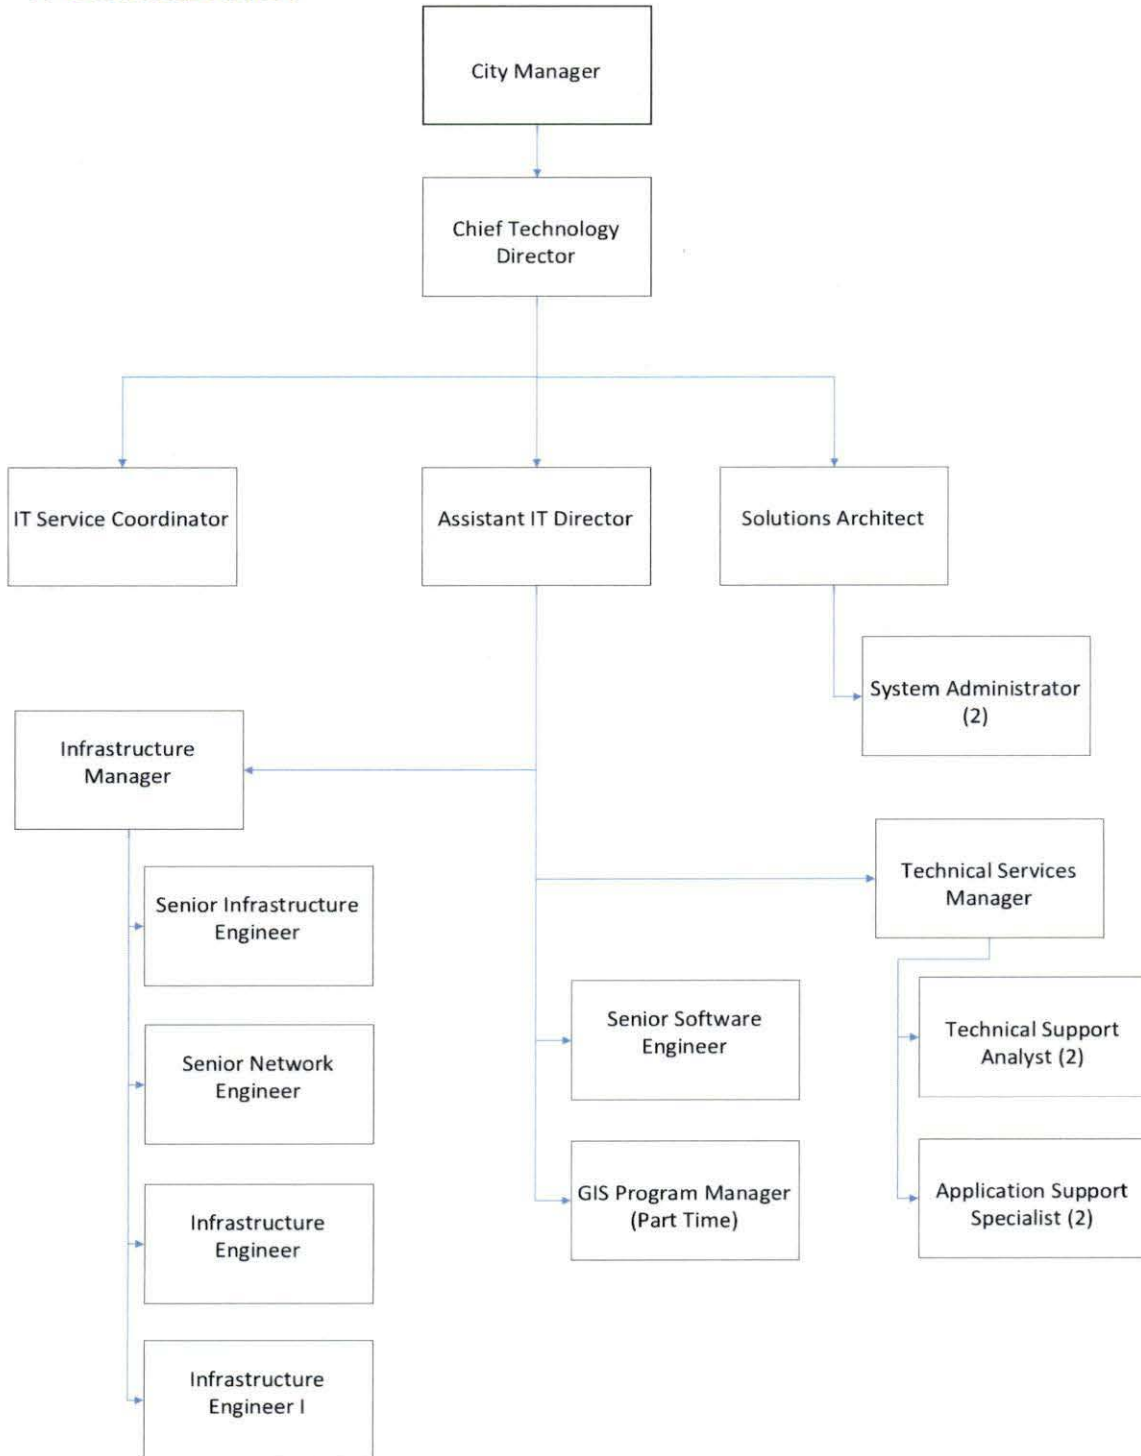 City Manager
Chief Technology
Director
IT Service Coordinator
Assistant IT Director
Solutions Architect
System Administrator
(2)
Infrastructure
Manager
Technical Services
Manager
Senior Infrastructure
Engineer
Senior Software
Engineer
Technical Support
Analyst (2)
Senior Network
Engineer
GIS Program Manager
(Part Time)
Application Support
Specialist (2)
Infrastructure
Engineer
Infrastructure
Engineer I